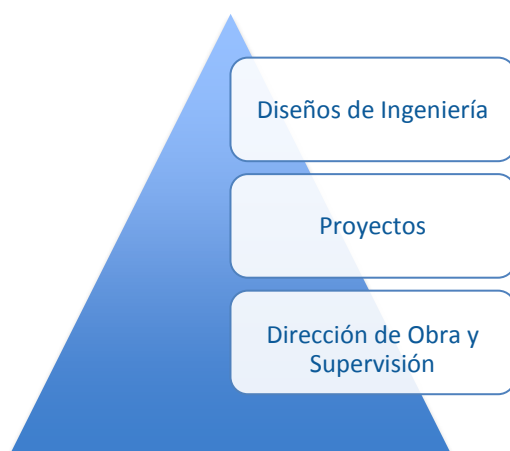 Diseños de Ingeniería
Proyectos
Dirección de Obra y
Supervisión